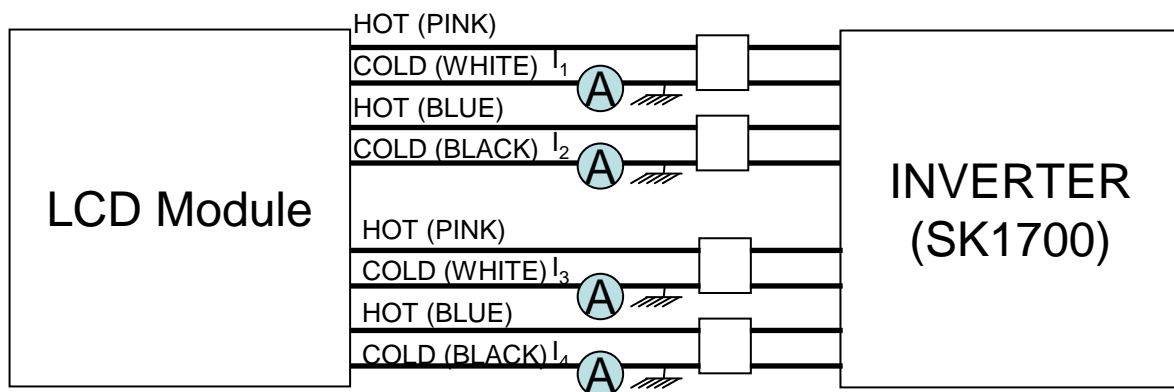 HOT (PINK)
COLD (WHITE) I₁
A
HOT (BLUE)
COLD (BLACK) I₂
A
LCD Module
INVERTER
(SK1700)
HOT (PINK)
COLD (WHITE) I₃
A
HOT (BLUE)
COLD (BLACK) I₄
A